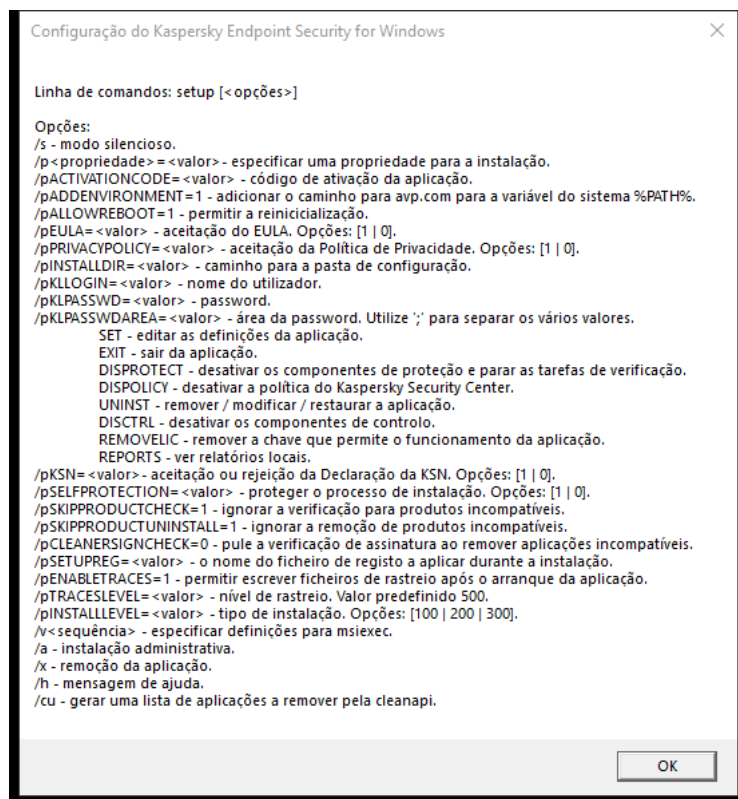 Configuração do Kaspersky Endpoint Security for Windows
Linha de comandos: setup [<opções>]
Opções:
/s - modo silencioso.
/p<propriedade>=<valor>- especificar uma propriedade para a instalação.
/pACTIVATIONCODE=<valor> - código de ativação da aplicação.
/pADDENVIRONMENT=1 - adicionar o caminho para avp.com para a variável do sistema %PATH%.
/pALLOWREBOOT=1 - permitir a reinicicialização.
/pEULA=<valor> - aceitação do EULA. Opções: [1 | 0].
/pPRIVACYPOLICY=<valor> - aceitação da Política de Privacidade. Opções: [1 | 0].
/pINSTALLDIR=<valor> - caminho para a pasta de configuração.
/pKLLOGIN=<valor> - nome do utilizador.
/pKLPASSWD=<valor> - password.
/pKLPASSWDAREA=<valor> - área da password. Utilize ';' para separar os vários valores.
SET - editar as definições da aplicação.
EXIT - sair da aplicação.
DISPROTECT - desativar os componentes de proteção e parar as tarefas de verificação.
DISPOLICY - desativar a política do Kaspersky Security Center.
UNINST - remover / modificar / restaurar a aplicação.
DISCTRL - desativar os componentes de controlo.
REMOVELIC - remover a chave que permite o funcionamento da aplicação.
REPORTS - ver relatórios locais.
/pKSN=<valor>- aceitação ou rejeição da Declaração da KSN. Opções: [1 | 0].
/pSELFPROTECTION=<valor> - proteger o processo de instalação. Opções: [1 | 0].
/pSKIPPRODUCTCHECK=1 - ignorar a verificação para produtos incompatíveis.
/pSKIPPRODUCTUNINSTALL=1 - ignorar a remoção de produtos incompatíveis.
/pCLEANERSIGNCHECK=0 - pule a verificação de assinatura ao remover aplicações incompatíveis.
/pSETUPREG=<valor> - o nome do ficheiro de registo a aplicar durante a instalação.
/pENABLETRACES=1 - permitir escrever ficheiros de rastreio após o arranque da aplicação.
/pTRACESLEVEL=<valor> - nível de rastreio. Valor predefinido 500.
/pINSTALLLEVEL=<valor> - tipo de instalação. Opções: [100 | 200 | 300].
/v<sequência> - especificar definições para msiexec.
/a - instalação administrativa.
/x - remoção da aplicação.
/h - mensagem de ajuda.
/cu - gerar uma lista de aplicações a remover pela cleanapi.
OK